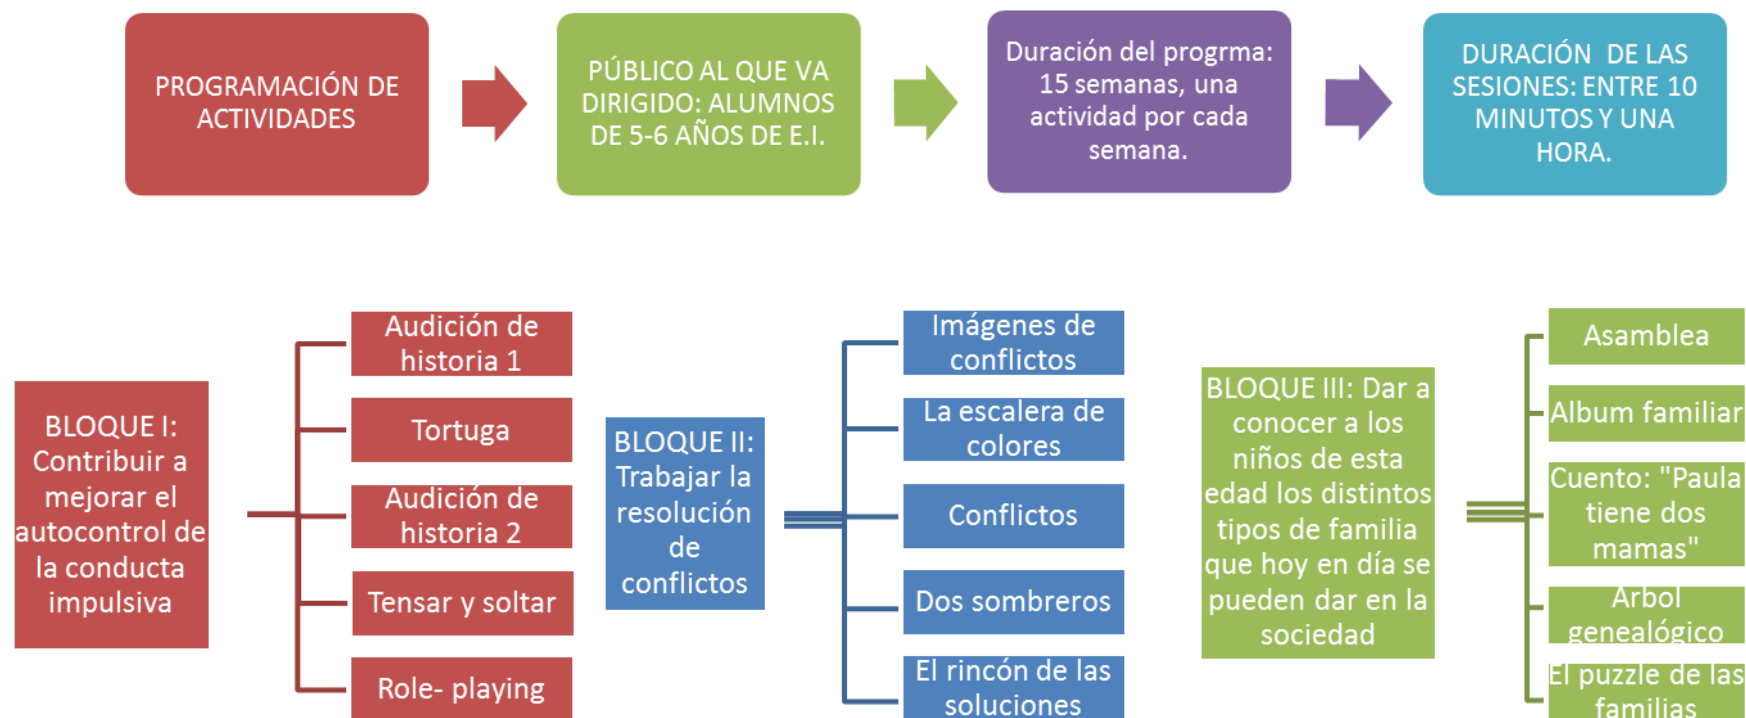 PROGRAMACIÓN DE
ACTIVIDADES
PÚBLICO AL QUE VA
DIRIGIDO: ALUMNOS
DE 5-6 AÑOS DE E.I.
Duración del progrma:
15 semanas, una
actividad por cada
semana.
DURACIÓN DE LAS
SESIONES: ENTRE 10
MINUTOS Y UNA
HORA.
BLOQUE I:
Contribuir a
mejorar el
autocontrol de
la conducta
impulsiva
Audición de
historia 1
Tortuga
Audición de
historia 2
Tensar y soltar
Role- playing
BLOQUE II:
Trabajar la
resolución
de
conflictos
Imágenes de
conflictos
La escalera de
colores
Conflictos
Dos sombreros
El rincón de las
soluciones
BLOQUE III: Dar a
conocer a los
niños de esta
edad los distintos
tipos de familia
que hoy en día se
pueden dar en la
sociedad
Asamblea
Album familiar
Cuento: "Paula
tiene dos
mamas"
Árbol
genealógico
El puzzle de las
familias